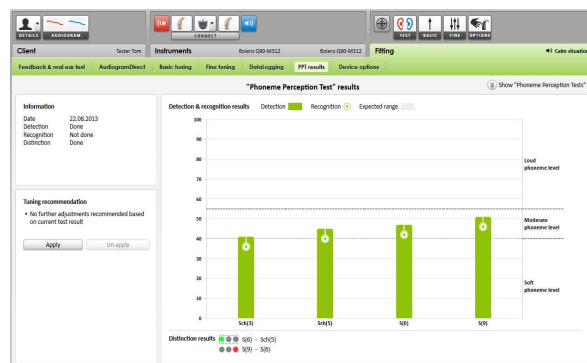 DETAILS AUDIOGRAM
CONNECT
TEST BASIC FINE OPTIONS
Client Tester Tom Instruments Bolero Q90-M312 Bolero Q90-M312 Fitting Calm situation
Feedback & real ear test AudiogramDirect Basic tuning Fine tuning DataLogging PPT results Device options
"Phoneme Perception Test" results Show "Phoneme Perception Tests"
Information
Date 22.08.2013
Detection Done
Recognition Not done
Distinction Done
Tuning recommendation
• No further adjustments recommended based
on current test result
Apply Un-apply
Detection & recognition results Detection Recognition Expected range
100
90
80
70
60
50
40
30
20
10
0
Loud
phoneme level
Moderate
phoneme level
Soft
phoneme level
Sch(3) Sch(5) S(6) S(9)
Distinction results S(6) - Sch(5)
S(9) - S(6)